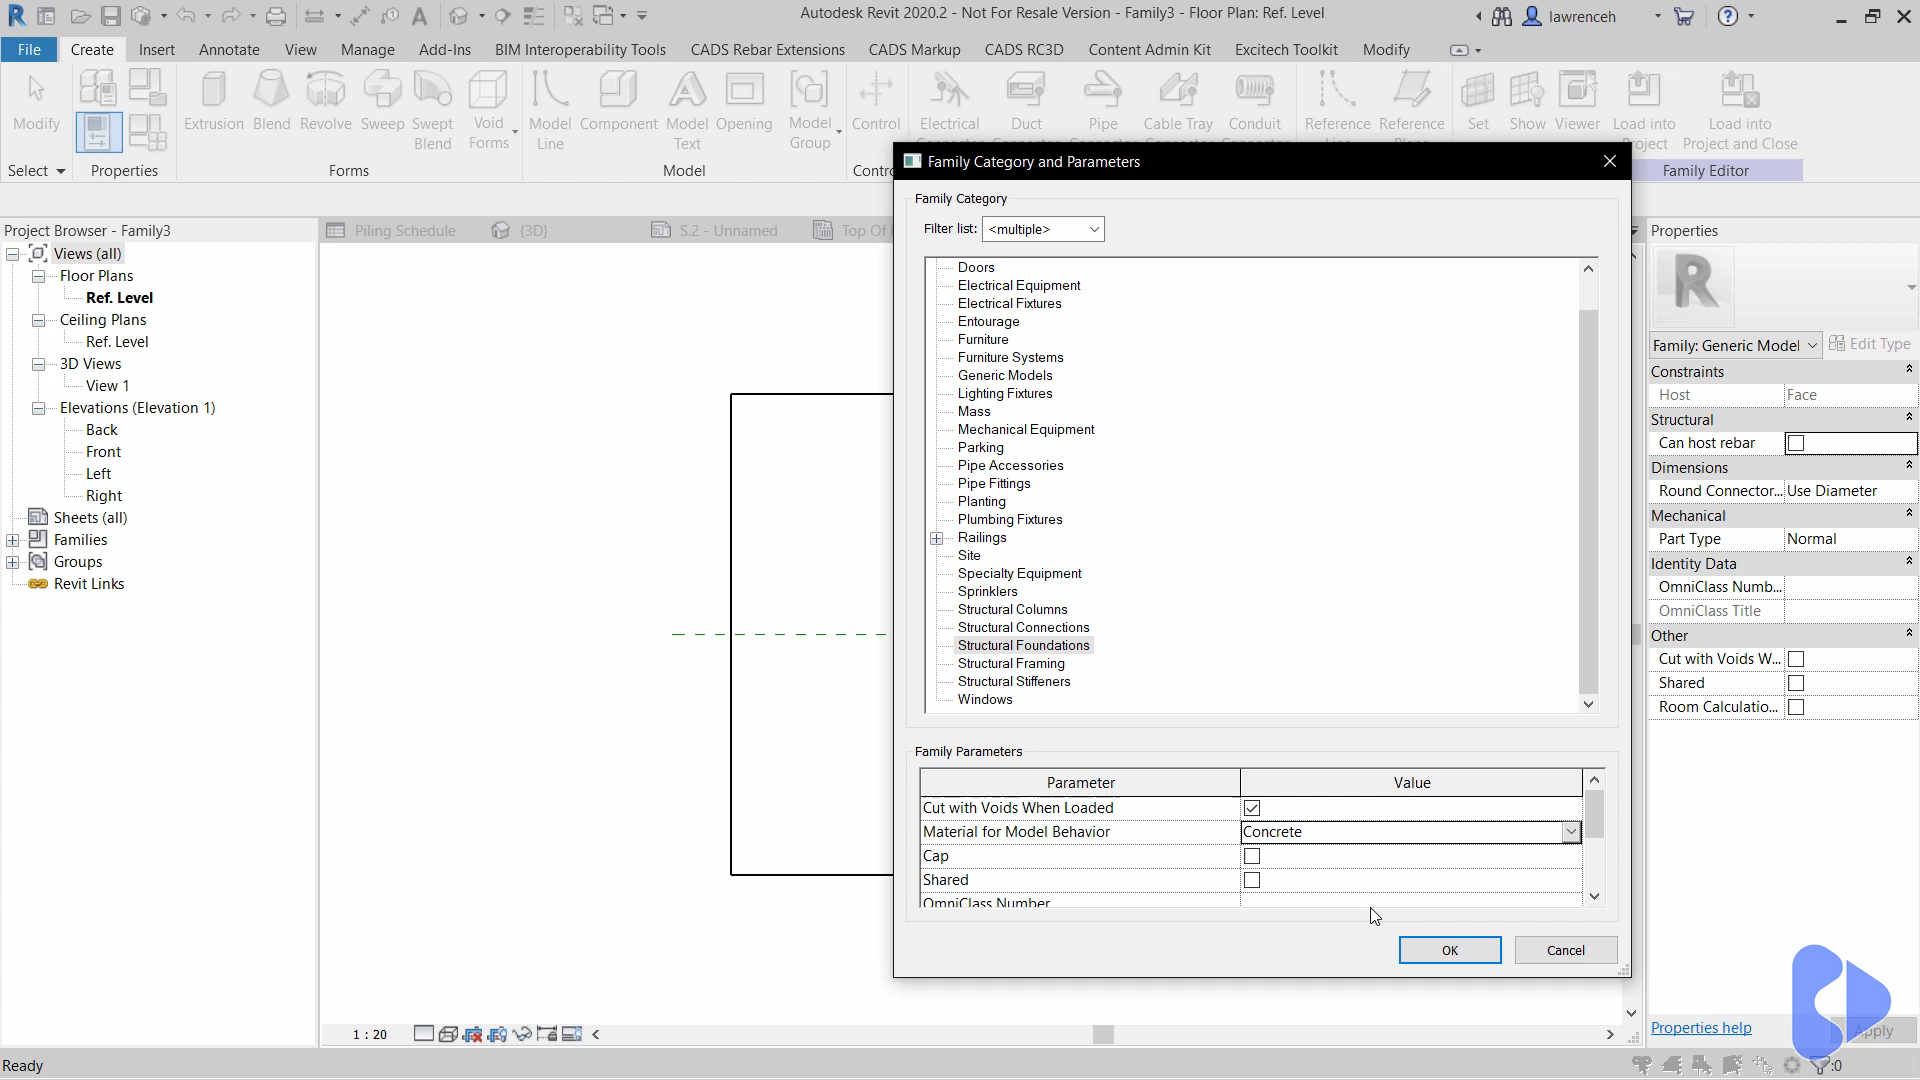 Autodesk Revit 2020.2 - Not For Resale Version - Family3 - Floor Plan: Ref. Level
lawrenceh
File Create Insert Annotate View Manage Add-Ins BIM Interoperability Tools CADS Rebar Extensions CADS Markup CADS RC3D Content Admin Kit Excitech Toolkit Modify
Modify
Extrusion Blend Revolve Sweep Swept Blend Void Forms
Model Line Component Model Text Opening Model Group
Control Electrical Duct Pipe Cable Tray Conduit
Reference Reference
Set Show Viewer Load into Project Load into Project and Close
Select Properties Forms Model Family Editor
Project Browser - Family3
Views (all)
Floor Plans
Ref. Level
Ceiling Plans
Ref. Level
3D Views
View 1
Elevations (Elevation 1)
Back
Front
Left
Right
Sheets (all)
Families
Groups
Revit Links
Piling Schedule {3D} S.2 - Unnamed Top Of
Family Category and Parameters
Family Category
Filter list: <multiple>
Doors
Electrical Equipment
Electrical Fixtures
Entourage
Furniture
Furniture Systems
Generic Models
Lighting Fixtures
Mass
Mechanical Equipment
Parking
Pipe Accessories
Pipe Fittings
Planting
Plumbing Fixtures
Railings
Site
Specialty Equipment
Sprinklers
Structural Columns
Structural Connections
Structural Foundations
Structural Framing
Structural Stiffeners
Windows
Family Parameters
Parameter Value
Cut with Voids When Loaded
Material for Model Behavior Concrete
Cap
Shared
OmniClass Number
OK Cancel
Properties
Family: Generic Model Edit Type
Constraints
Host Face
Structural
Can host rebar
Dimensions
Round Connector... Use Diameter
Mechanical
Part Type Normal
Identity Data
OmniClass Numb...
OmniClass Title
Other
Cut with Voids W...
Shared
Room Calculatio...
Properties help
1 : 20
Ready
:0